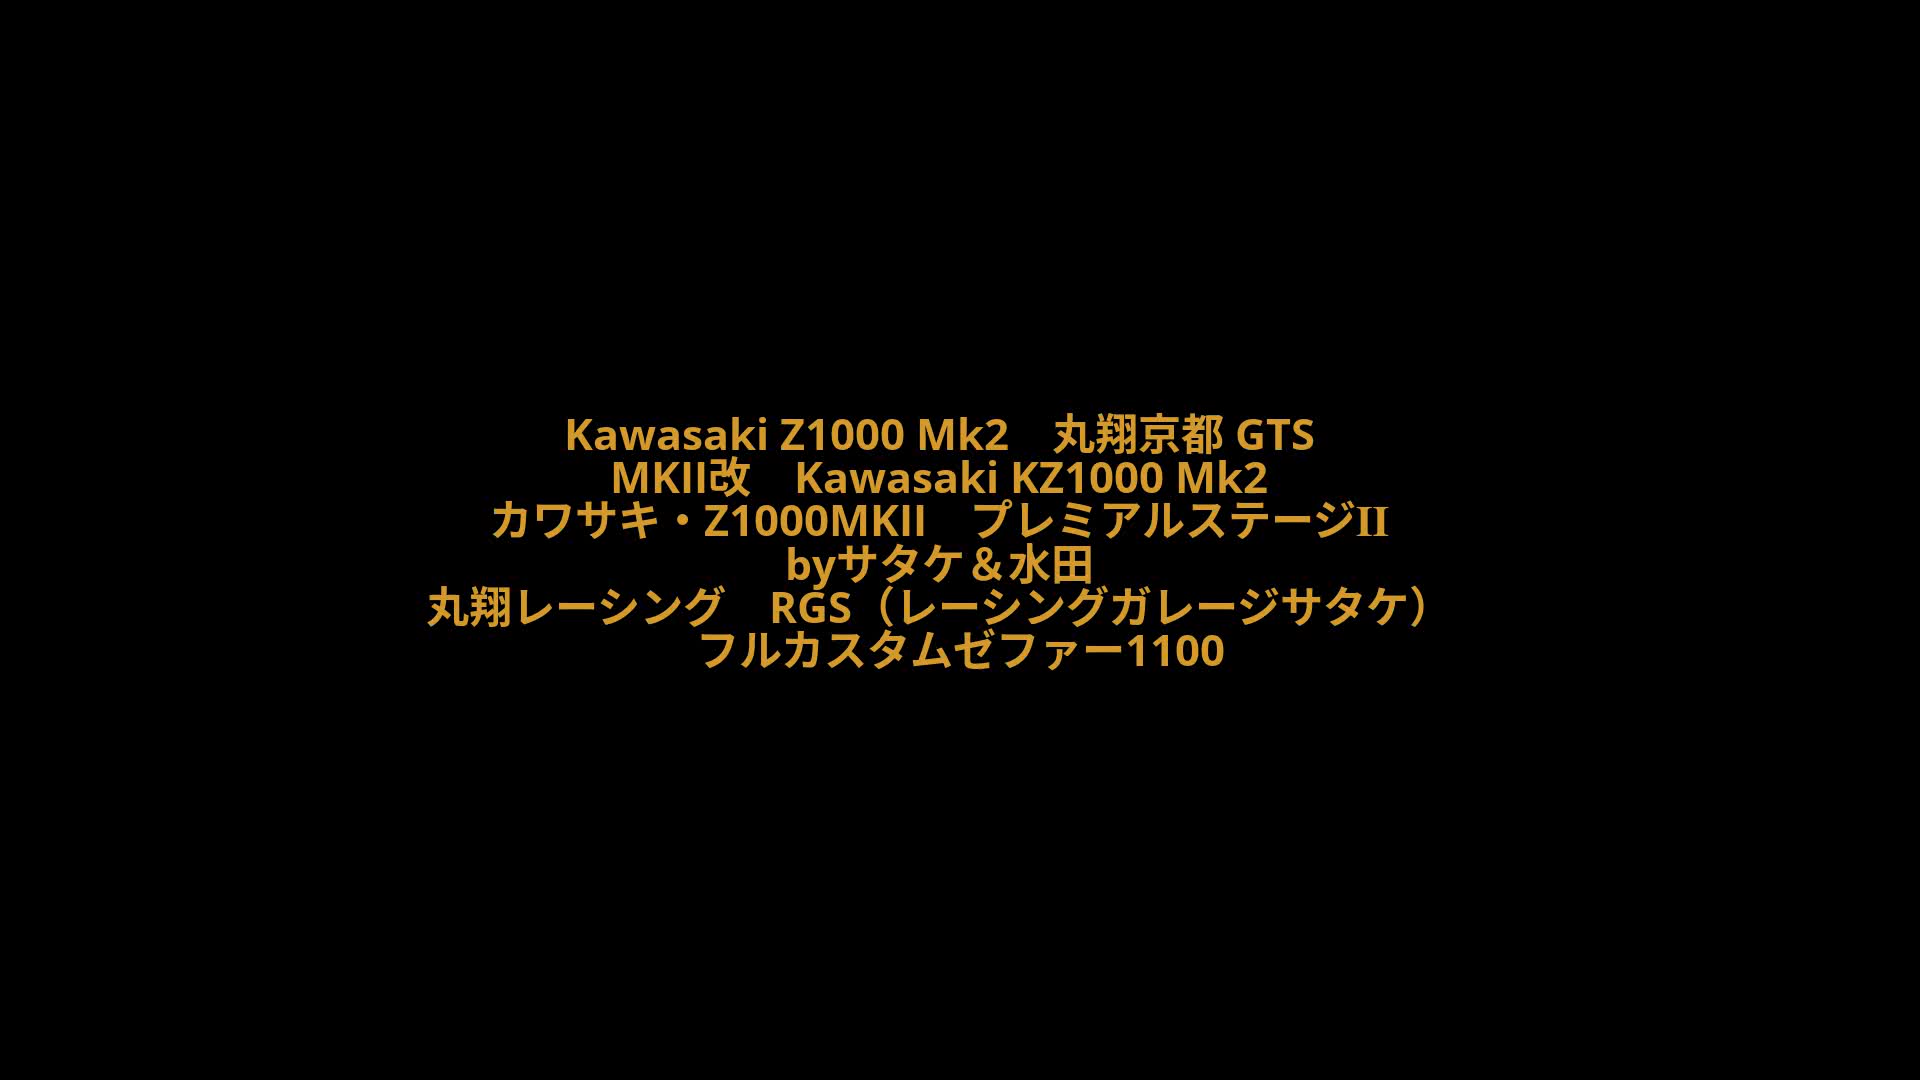 Kawasaki Z1000 Mk2　丸翔京都 GTS
MKII改　Kawasaki KZ1000 Mk2
カワサキ・Z1000MKII　プレミアルステージⅡ
byサタケ＆水田
丸翔レーシング　RGS（レーシングガレージサタケ）
フルカスタムゼファー1100